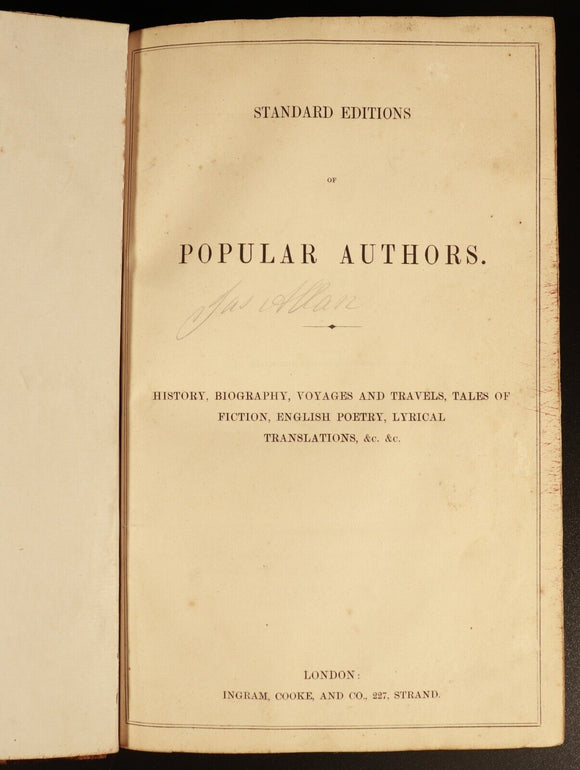 STANDARD EDITIONS
OF
POPULAR AUTHORS.
Jas Allan
HISTORY, BIOGRAPHY, VOYAGES AND TRAVELS, TALES OF
FICTION, ENGLISH POETRY, LYRICAL
TRANSLATIONS, &c. &c.
LONDON:
INGRAM, COOKE, AND CO., 227, STRAND.